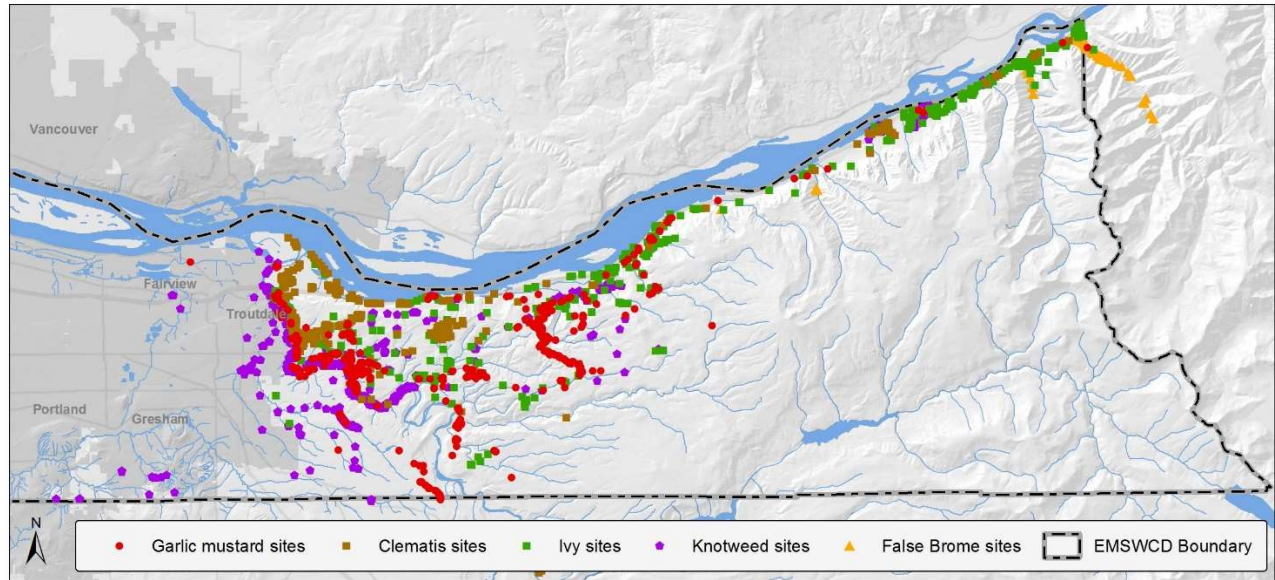 Vancouver
Fairview
Troutdale
Portland
Gresham
N
Garlic mustard sites
Clematis sites
Ivy sites
Knotweed sites
False Brome sites
EMSWCD Boundary